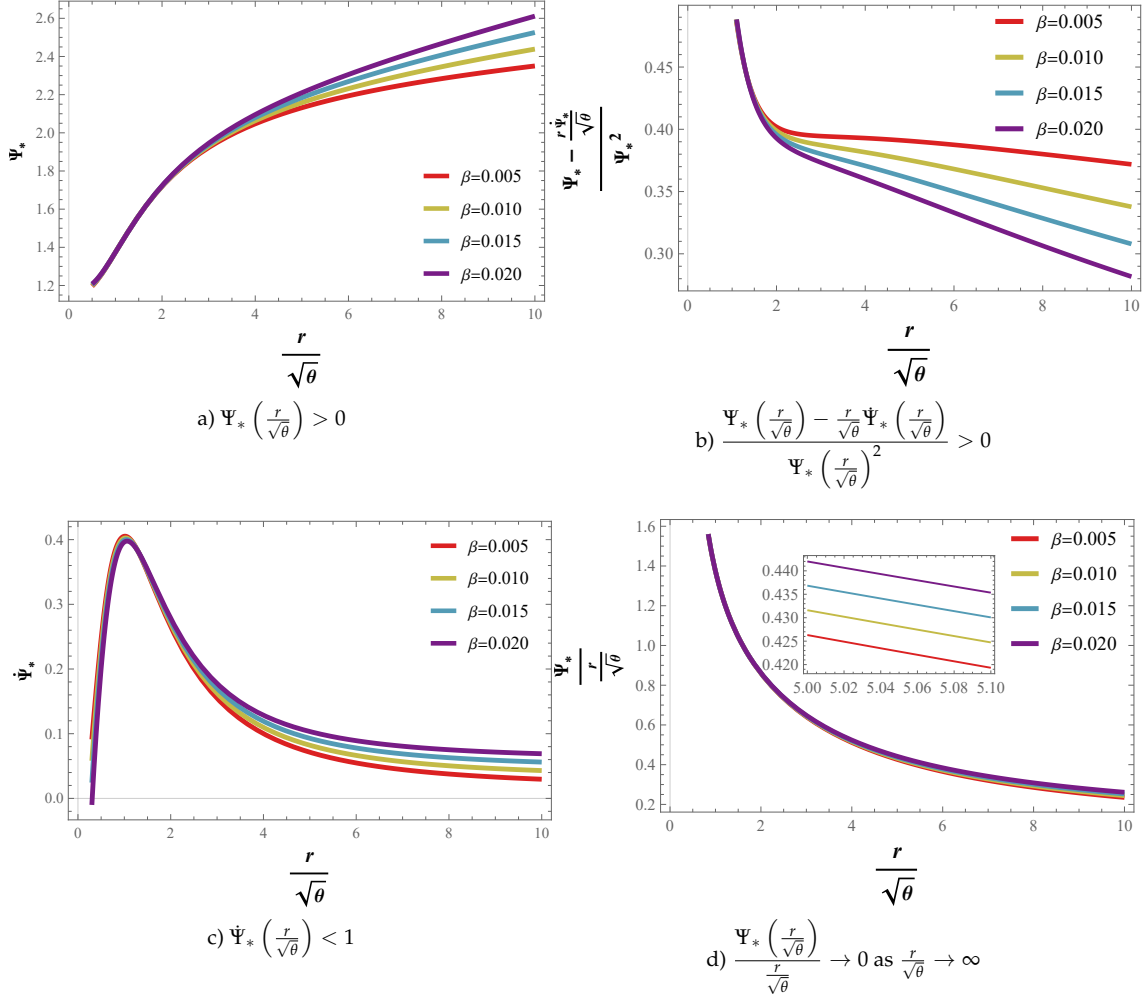 2.6
2.4
2.2
2.0
1.8
1.6
1.4
1.2
Ψ*
β=0.005
β=0.010
β=0.015
β=0.020
0 2 4 6 8 10
r/√θ
a) Ψ*(r/√θ) > 0
0.45
0.40
0.35
0.30
(Ψ* − r Ψ̇*/√θ)/Ψ*²
β=0.005
β=0.010
β=0.015
β=0.020
0 2 4 6 8 10
r/√θ
b) (Ψ*(r/√θ) − r/√θ Ψ̇*(r/√θ))/Ψ*(r/√θ)² > 0
0.4
0.3
0.2
0.1
0.0
Ψ̇*
β=0.005
β=0.010
β=0.015
β=0.020
0 2 4 6 8 10
r/√θ
c) Ψ̇*(r/√θ) < 1
1.6
1.4
1.2
1.0
0.8
0.6
0.4
0.2
Ψ*/(r/√θ)
0.440
0.435
0.430
0.425
0.420
5.00 5.02 5.04 5.06 5.08 5.10
β=0.005
β=0.010
β=0.015
β=0.020
0 2 4 6 8 10
r/√θ
d) Ψ*(r/√θ)/(r/√θ) → 0 as r/√θ → ∞